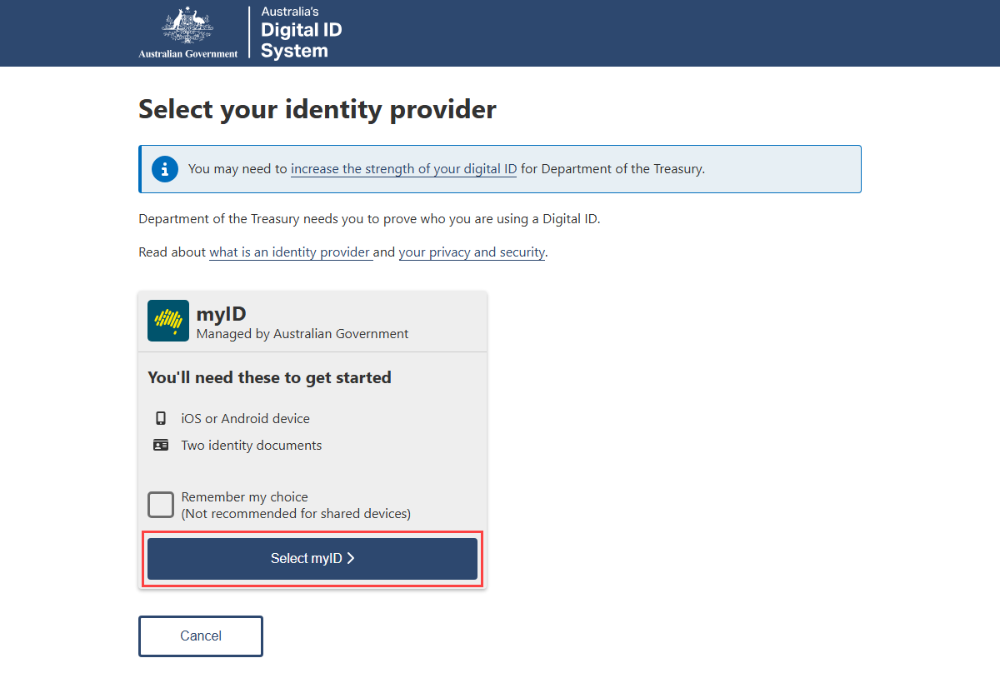 Australian Government
Australia's
Digital ID
System
Select your identity provider
You may need to increase the strength of your digital ID for Department of the Treasury.
Department of the Treasury needs you to prove who you are using a Digital ID.
Read about what is an identity provider and your privacy and security.
myID
Managed by Australian Government
You'll need these to get started
iOS or Android device
Two identity documents
Remember my choice
(Not recommended for shared devices)
Select myID
Cancel